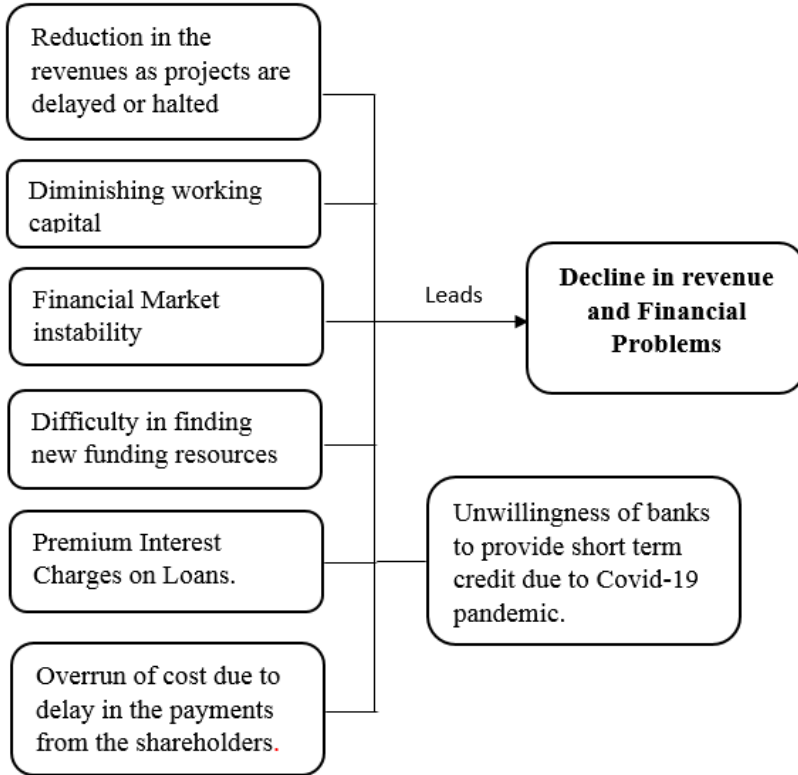 Reduction in the
revenues as projects are
delayed or halted
Diminishing working
capital
Financial Market
instability
Leads
Decline in revenue
and Financial
Problems
Difficulty in finding
new funding resources
Premium Interest
Charges on Loans.
Unwillingness of banks
to provide short term
credit due to Covid-19
pandemic.
Overrun of cost due to
delay in the payments
from the shareholders.